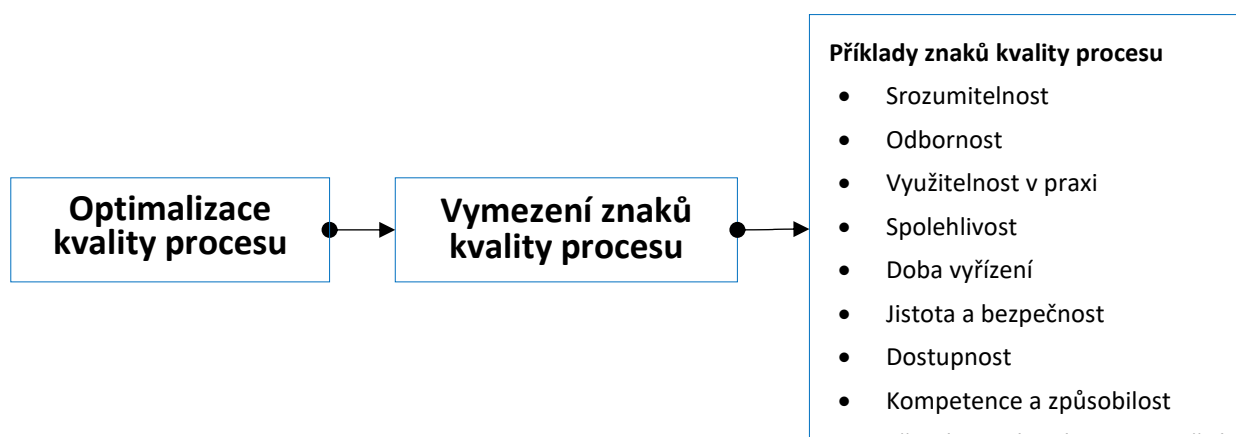 Optimalizace
kvality procesu
Vymezení znaků
kvality procesu
Příklady znaků kvality procesu
• Srozumitelnost
• Odbornost
• Využitelnost v praxi
• Spolehlivost
• Doba vyřízení
• Jistota a bezpečnost
• Dostupnost
• Kompetence a způsobilost